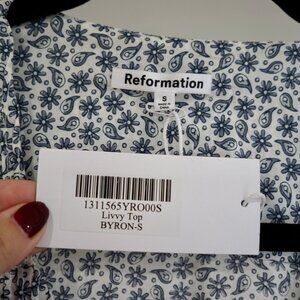 Reformation
S
1311565YRO00S
Livvy Top
BYRON-S